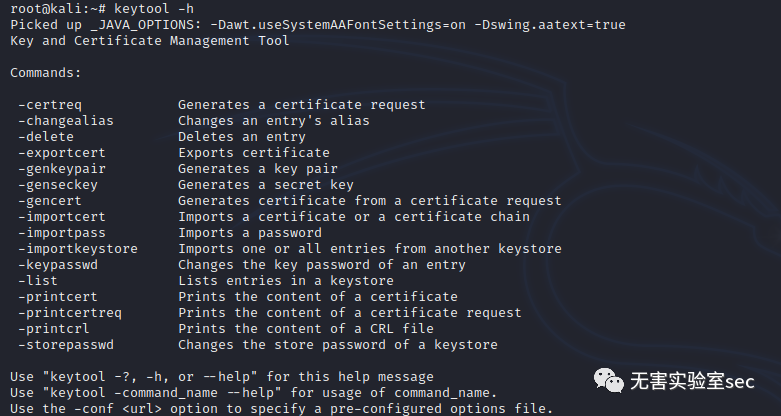 root@kali:~# keytool -h
Picked up _JAVA_OPTIONS: -Dawt.useSystemAAFontSettings=on -Dswing.aatext=true
Key and Certificate Management Tool
Commands:
-certreq Generates a certificate request
-changealias Changes an entry's alias
-delete Deletes an entry
-exportcert Exports certificate
-genkeypair Generates a key pair
-genseckey Generates a secret key
-gencert Generates certificate from a certificate request
-importcert Imports a certificate or a certificate chain
-importpass Imports a password
-importkeystore Imports one or all entries from another keystore
-keypasswd Changes the key password of an entry
-list Lists entries in a keystore
-printcert Prints the content of a certificate
-printcertreq Prints the content of a certificate request
-printcrl Prints the content of a CRL file
-storepasswd Changes the store password of a keystore
Use "keytool -?, -h, or --help" for this help message
Use "keytool -command_name --help" for usage of command_name.
Use the -conf <url> option to specify a pre-configured options file.
无害实验室sec